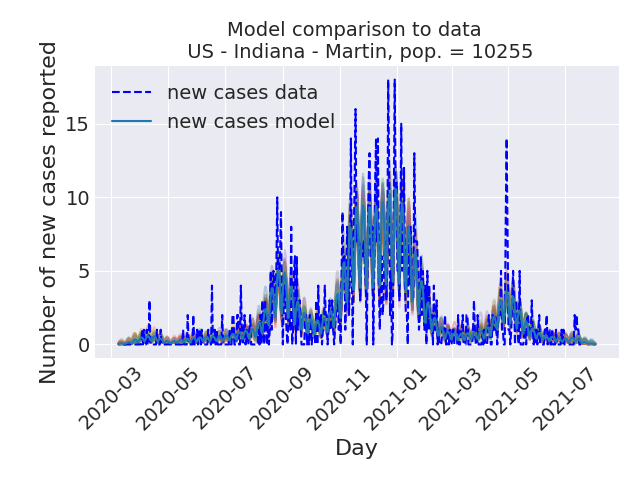 Model comparison to data
US - Indiana - Martin, pop. = 10255
Number of new cases reported
15
10
5
0
new cases data
new cases model
2020-03
2020-05
2020-07
2020-09
2020-11
2021-01
2021-03
2021-05
2021-07
Day